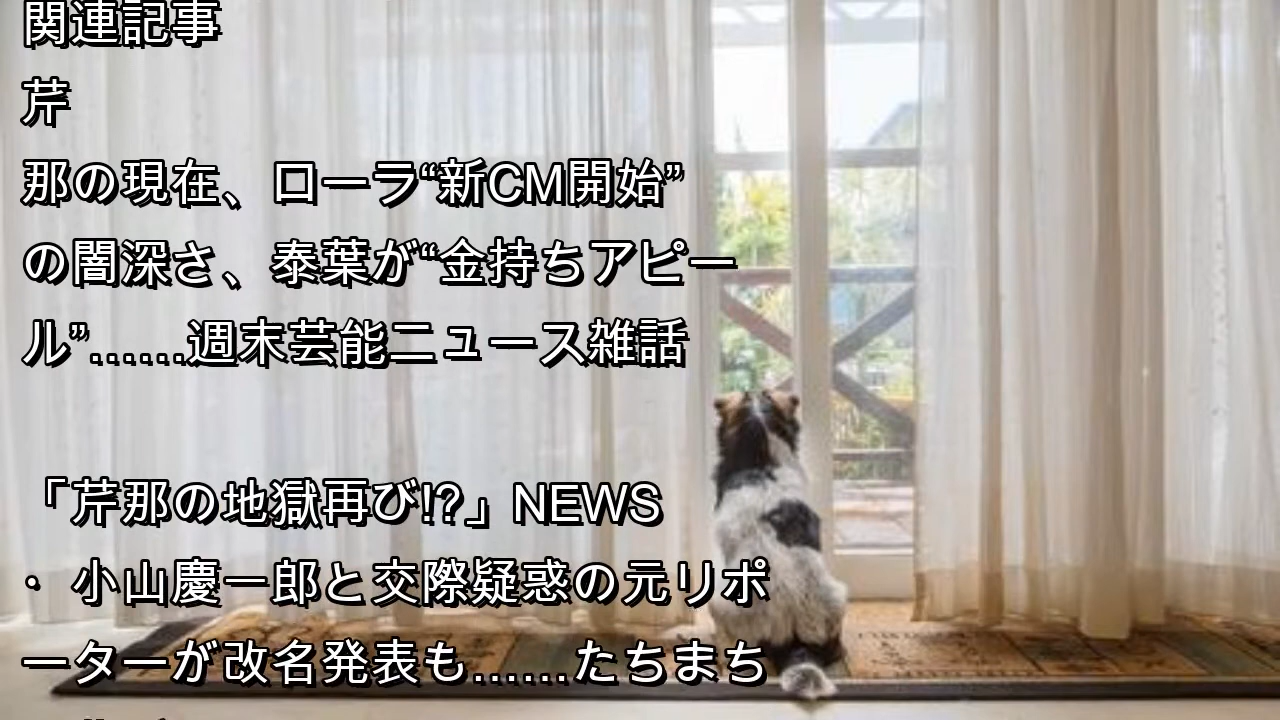 関連記事
芹
那の現在、ローラ“新CM開始”
の闇深さ、泰葉が“金持ちアピー
ル”……週末芸能ニュース雑話
「芹那の地獄再び!?」NEWS
・小山慶一郎と交際疑惑の元リポ
ーターが改名発表も……たちまち